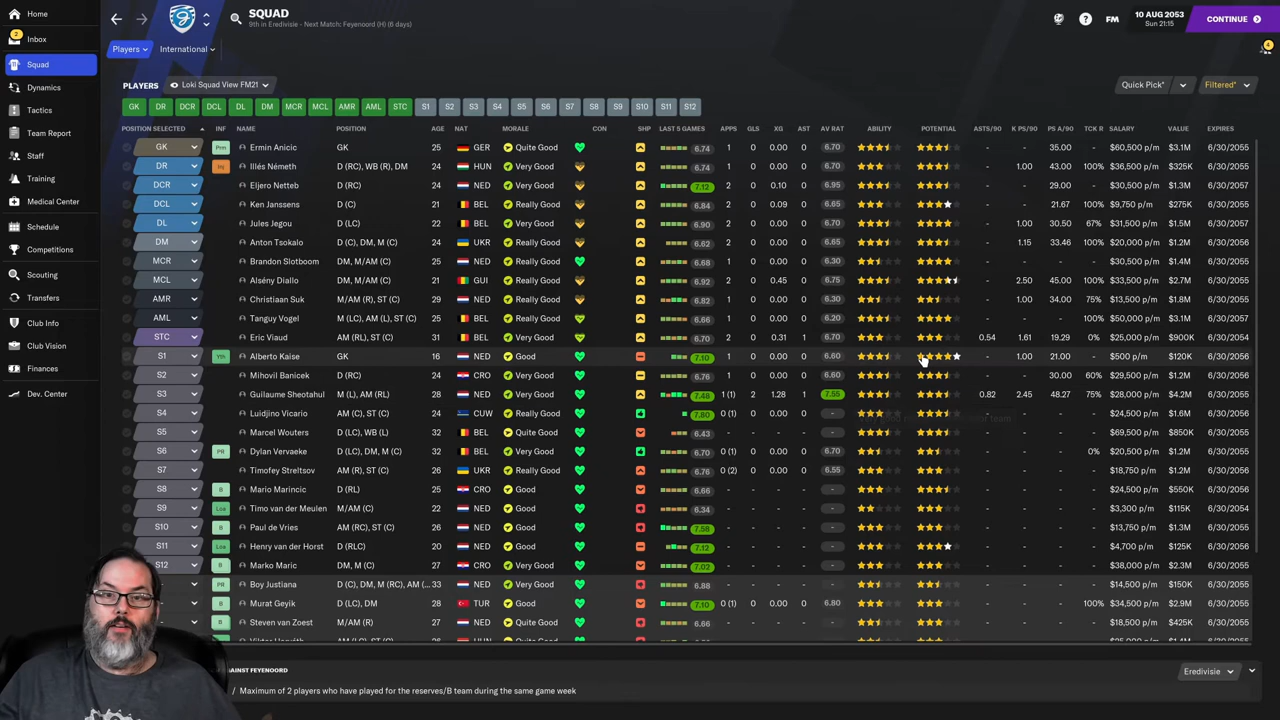 Home SQUAD 10 AUG 2053 CONTINUE
9th in Eredivisie - Next Match: Feyenoord (H) (6 days) FM SUN 21:15
2 Inbox
Squad Players International 4
Dynamics PLAYERS Loki Squad View FM21 Quick Pick* Filtered*
Tactics GK DR DCR DCL DL DM MCR MCL AMR AML STC S1 S2 S3 S4 S5 S6 S7 S8 S9 S10 S11 S12
Team Report
Staff
Training
Medical Center
Schedule
Competitions
Scouting
Transfers
Club Info
Club Vision
Finances
Dev. Center
POSITION SELECTED INF NAME POSITION AGE NAT MORALE CON SHP LAST 5 GAMES APPS GLS XG AST AV RAT ABILITY POTENTIAL ASTS/90 K PS/90 PS A/90 TCK R SALARY VALUE EXPIRES
GK Prm Ermin Anicic GK 25 GER Quite Good 6.74 1 0 0.00 0 6.70 - - 35.00 - $60,500 p/m $3.1M 6/30/2055
DR Inj Illés Németh D (RC), WB (R), DM 24 HUN Very Good 6.74 1 0 0.00 0 6.70 - 1.00 43.00 100% $36,500 p/m $325K 6/30/2055
DCR Eljero Netteb D (RC) 24 NED Very Good 7.12 2 0 0.10 0 6.95 - - 29.00 100% $30,500 p/m $1.3M 6/30/2057
DCL Ken Janssens D (C) 21 BEL Really Good 6.84 2 0 0.09 0 6.65 - - 21.67 100% $9,750 p/m $275K 6/30/2055
DL Jules Jegou D (LC) 22 BEL Very Good 6.90 2 0 0.00 0 6.70 - 1.00 30.50 67% $31,500 p/m $1.5M 6/30/2057
DM Anton Tsokalo D (C), DM, M (C) 24 UKR Really Good 6.62 2 0 0.00 0 6.65 - 1.15 33.46 100% $20,000 p/m $1.2M 6/30/2055
MCR Brandon Slotboom DM, M/AM (C) 25 NED Really Good 6.68 1 0 0.00 0 6.30 - - - - $30,500 p/m $1.4M 6/30/2055
MCL Alsény Diallo DM, M/AM (C) 21 GUI Really Good 6.92 2 0 0.45 0 6.75 - 2.50 45.00 100% $33,500 p/m $2.7M 6/30/2055
AMR Christiaan Suk M/AM (R), ST (C) 29 NED Really Good 6.82 1 0 0.00 0 6.30 - 1.00 34.00 75% $13,500 p/m $1.8M 6/30/2055
AML Tanguy Vogel M (LC), AM (L), ST (C) 25 BEL Really Good 6.66 1 0 0.00 0 6.20 - - - 100% $50,000 p/m $3.1M 6/30/2055
STC Eric Viaud AM (RL), ST (C) 31 BEL Very Good 6.70 2 0 0.31 1 6.70 0.54 1.61 19.29 0% $25,000 p/m $900K 6/30/2055
S1 Yth Alberto Kaise GK 16 NED Good 7.10 1 0 0.00 0 6.60 - 1.00 21.00 - $500 p/m $120K 6/30/2056
S2 Mihovil Banicek D (RC) 24 CRO Very Good 6.76 1 0 0.00 0 6.60 - - 30.00 60% $29,500 p/m $1.2M 6/30/2056
S3 Guilaume Sheotahul M (L), AM (RL) 28 NED Very Good 7.48 1 (1) 2 1.28 1 7.55 0.82 2.45 48.27 75% $68,000 p/m $4.2M 6/30/2055
S4 Luidjino Vicario AM (C), ST (C) 24 CUW Really Good 7.80 0 (1) 0 0.00 0 - - - - - $24,500 p/m $1.6M 6/30/2056
S5 Marcel Wouters D (LC), WB (L) 32 BEL Quite Good 6.43 - - - - - - - - - $69,500 p/m $850K 6/30/2055
S6 PR Dylan Vervaeke D (LC), DM, M (C) 32 BEL Very Good 6.70 0 (1) 0 0.00 0 - - - - 0% $20,500 p/m $1.2M 6/30/2055
S7 Timofey Streltsov AM (R), ST (C) 26 UKR Really Good 6.76 0 (2) 0 0.00 0 6.55 - - - - $18,750 p/m $1.2M 6/30/2055
S8 B Mario Marincic D (RL) 25 CRO Good 6.66 - - - - - - - - - $24,500 p/m $550K 6/30/2055
S9 Loa Timo van der Meulen M/AM (C) 22 NED Good 6.34 - - - - - - - - - $3,300 p/m $115K 6/30/2054
S10 B Paul de Vries AM (RC), ST (C) 26 NED Good 7.58 - - - - - - - - - $13,750 p/m $1.3M 6/30/2055
S11 Loa Henry van der Horst D (RLC) 20 NED Good 7.12 - - - - - - - - - $4,700 p/m $125K 6/30/2055
S12 B Marko Maric DM, M (C) 27 CRO Very Good 7.02 - - - - - - - - - $38,000 p/m $2.3M 6/30/2055
- PR Boy Justiana D (C), DM, M (RC), AM (... 33 NED Very Good 6.88 - - - - - - - - - $14,500 p/m $150K 6/30/2055
- B Murat Geyik D (LC), DM 28 TUR Good 7.10 0 (1) 0 0.00 0 6.80 - - - 100% $34,500 p/m $2.9M 6/30/2055
- B Steven van Zoest M/AM (R) 27 NED Quite Good 6.66 - - - - - - - - - $18,500 p/m $425K 6/30/2055
AGAINST FEYENOORD Eredivisie
/ Maximum of 2 players who have played for the reserves/B team during the same game week